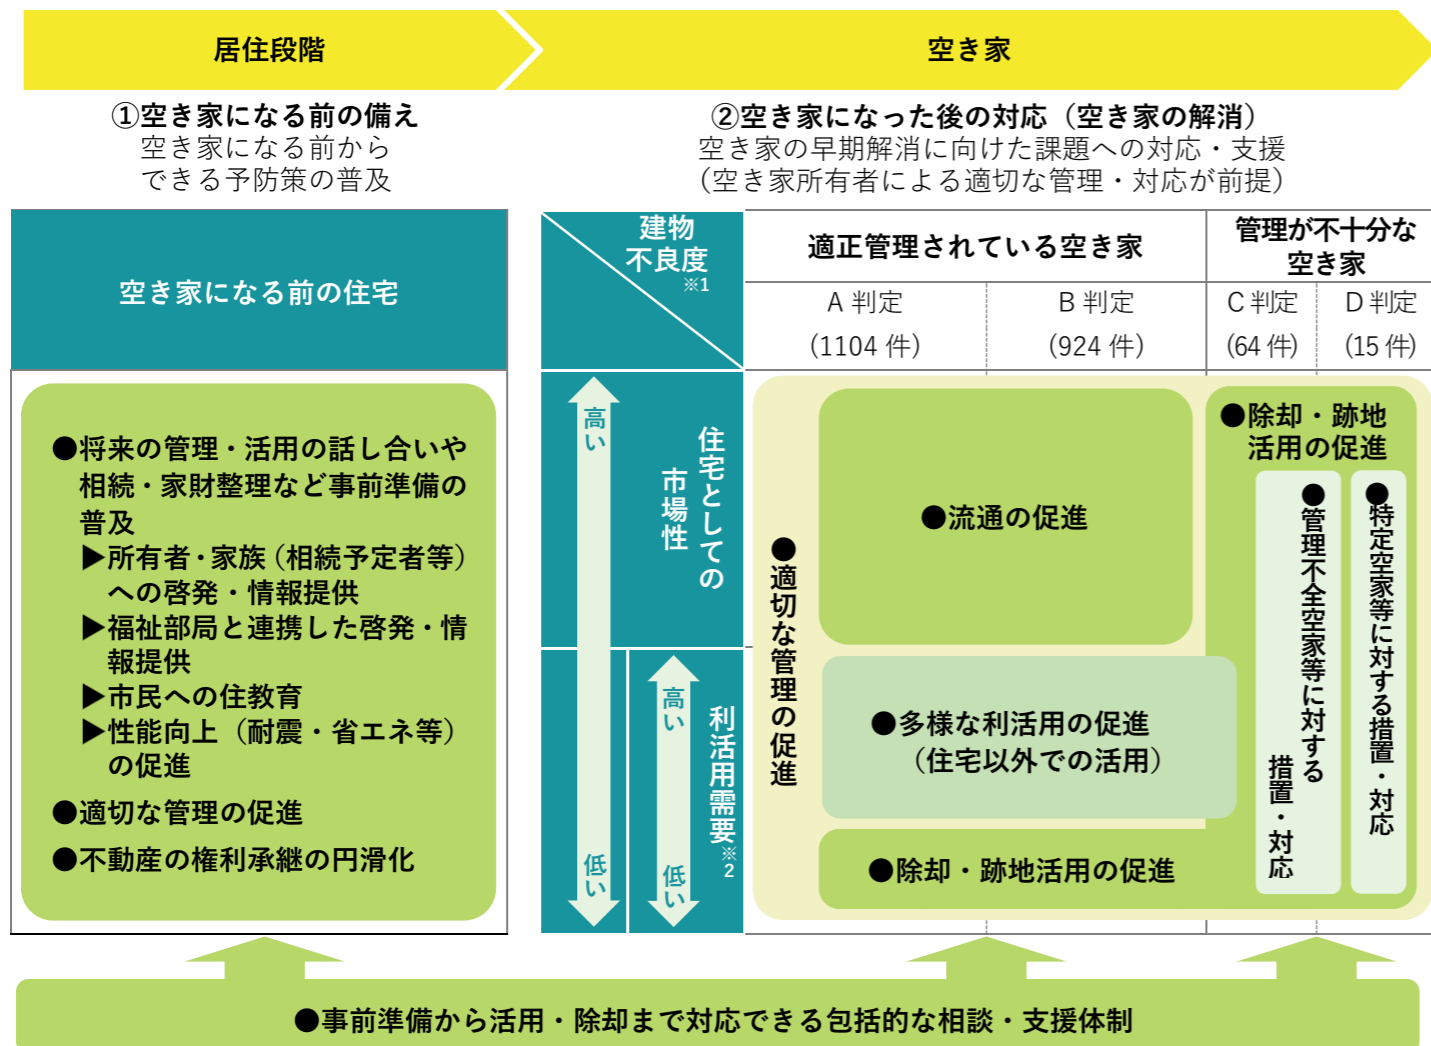 居住段階
空き家
①空き家になる前の備え
空き家になる前から
できる予防策の普及
②空き家になった後の対応（空き家の解消）
空き家の早期解消に向けた課題への対応・支援
（空き家所有者による適切な管理・対応が前提）
空き家になる前の住宅
●将来の管理・活用の話し合いや
相続・家財整理など事前準備の
普及
▶所有者・家族（相続予定者等）
への啓発・情報提供
▶福祉部局と連携した啓発・情
報提供
▶市民への住教育
▶性能向上（耐震・省エネ等）
の促進
●適切な管理の促進
●不動産の権利承継の円滑化
建物
不良度
※1
適正管理されている空き家
管理が不十分な
空き家
A 判定
（1104 件）
B 判定
（924 件）
C 判定
（64 件）
D 判定
（15 件）
高い
低い
住宅としての
市場性
高い
低い
利活用需要※2
●適切な管理の促進
●流通の促進
●多様な利活用の促進
（住宅以外での活用）
●除却・跡地活用の促進
●除却・跡地
活用の促進
●管理不全空家等に対する
措置・対応
●特定空家等に対する措置・対応
●事前準備から活用・除却まで対応できる包括的な相談・支援体制